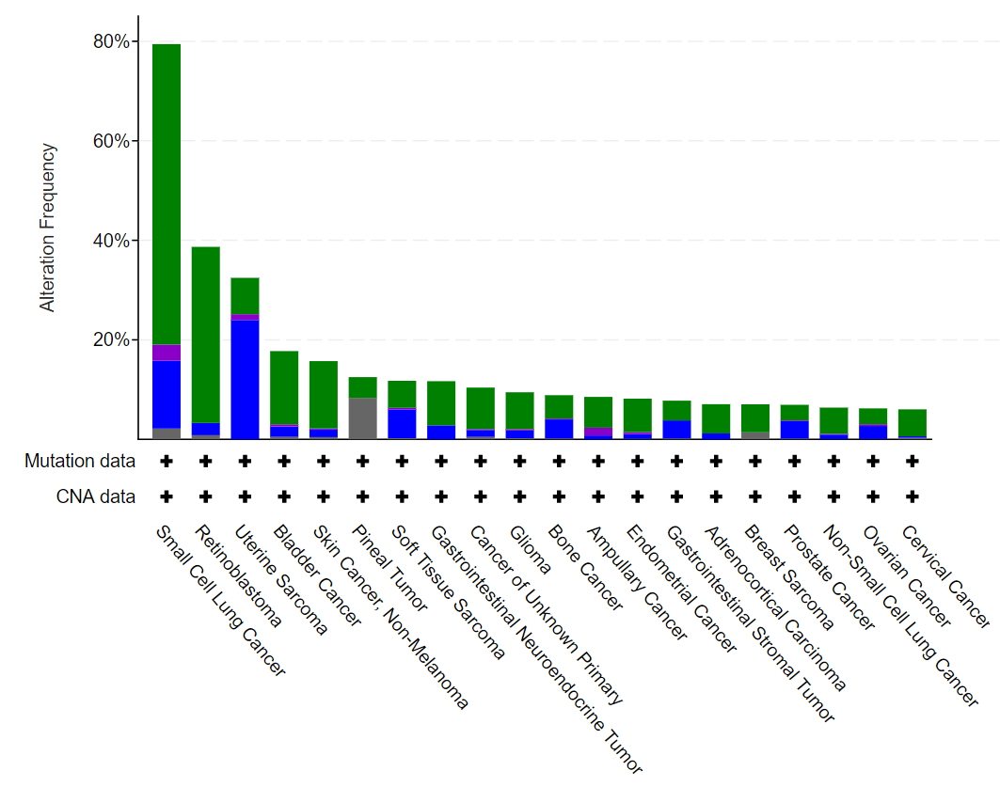 80%
60%
40%
20%
Alteration Frequency
Mutation data
CNA data
Small Cell Lung Cancer
Retinoblastoma
Uterine Sarcoma
Bladder Cancer
Skin Cancer, Non-Melanoma
Pineal Tumor
Soft Tissue Sarcoma
Gastrointestinal Neuroendocrine Tumor
Cancer of Unknown Primary
Glioma
Bone Cancer
Ampullary Cancer
Endometrial Cancer
Gastrointestinal Stromal Tumor
Adrenocortical Carcinoma
Breast Sarcoma
Prostate Cancer
Non-Small Cell Lung Cancer
Ovarian Cancer
Cervical Cancer